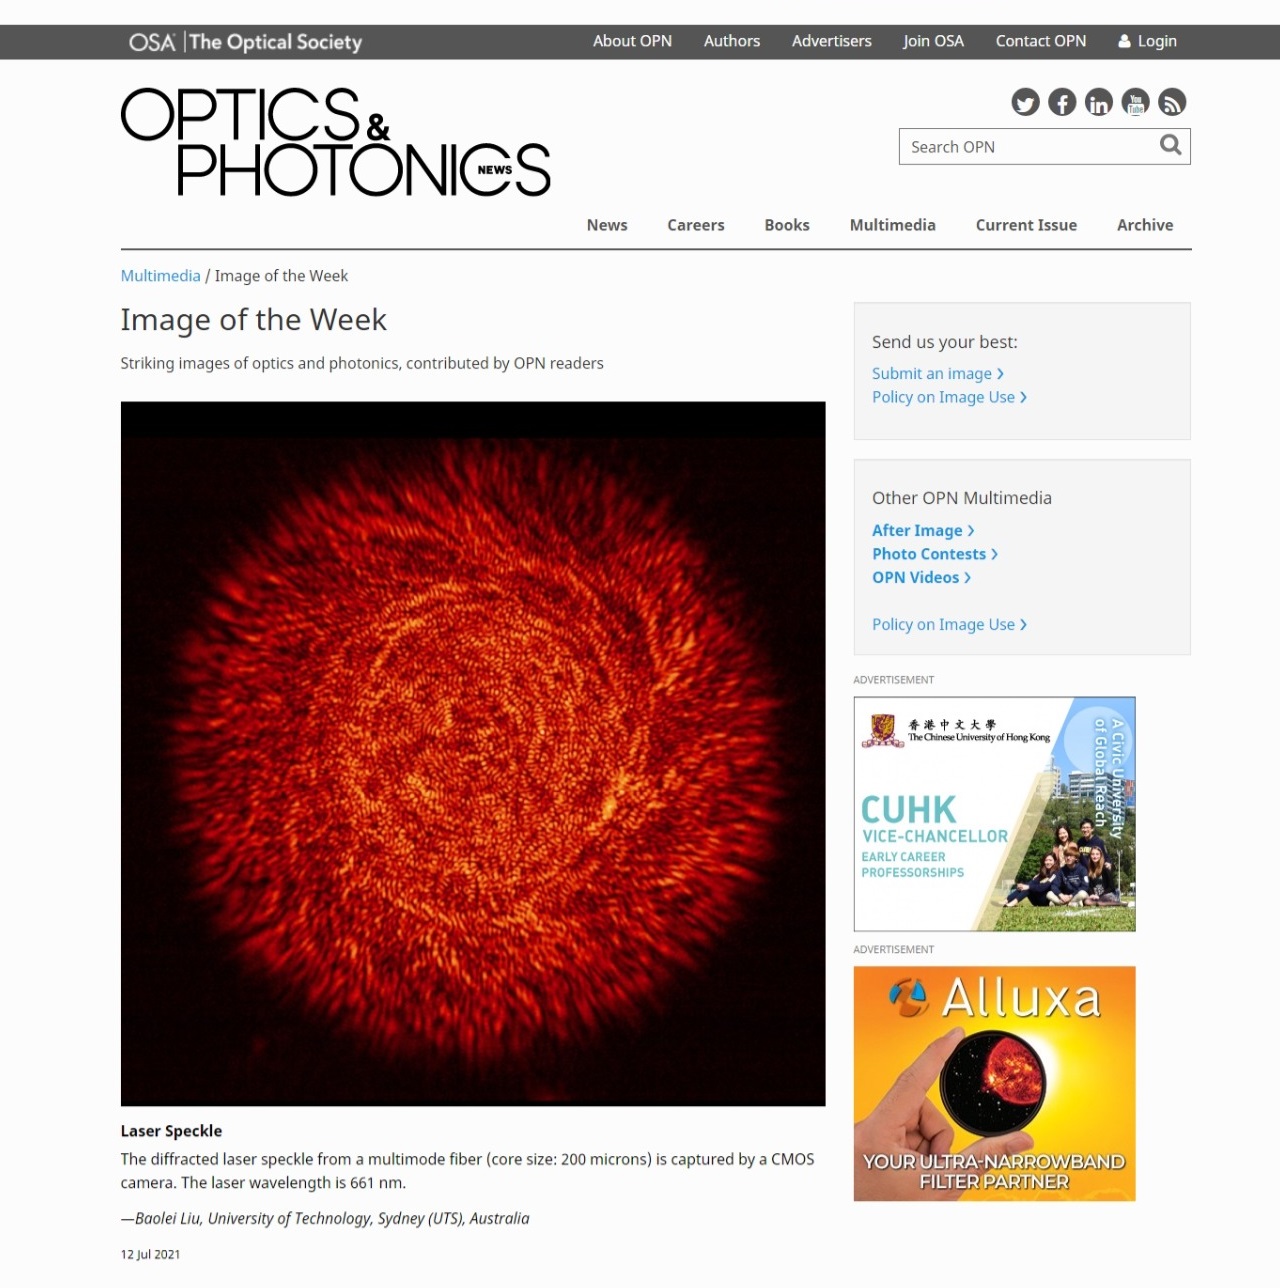 OSA | The Optical Society
About OPN Authors Advertisers Join OSA Contact OPN Login
OPTICS &
PHOTONICS
NEWS
You
Tube
Search OPN
News Careers Books Multimedia Current Issue Archive
Multimedia / Image of the Week
Image of the Week
Striking images of optics and photonics, contributed by OPN readers
Laser Speckle
The diffracted laser speckle from a multimode fiber (core size: 200 microns) is captured by a CMOS
camera. The laser wavelength is 661 nm.
—Baolei Liu, University of Technology, Sydney (UTS), Australia
12 Jul 2021
Send us your best:
Submit an image
Policy on Image Use
Other OPN Multimedia
After Image
Photo Contests
OPN Videos
Policy on Image Use
ADVERTISEMENT
香港中文大學
The Chinese University of Hong Kong
A Civic University
of Global Reach
CUHK
VICE-CHANCELLOR
EARLY CAREER
PROFESSORSHIPS
ADVERTISEMENT
Alluxa
YOUR ULTRA-NARROWBAND
FILTER PARTNER